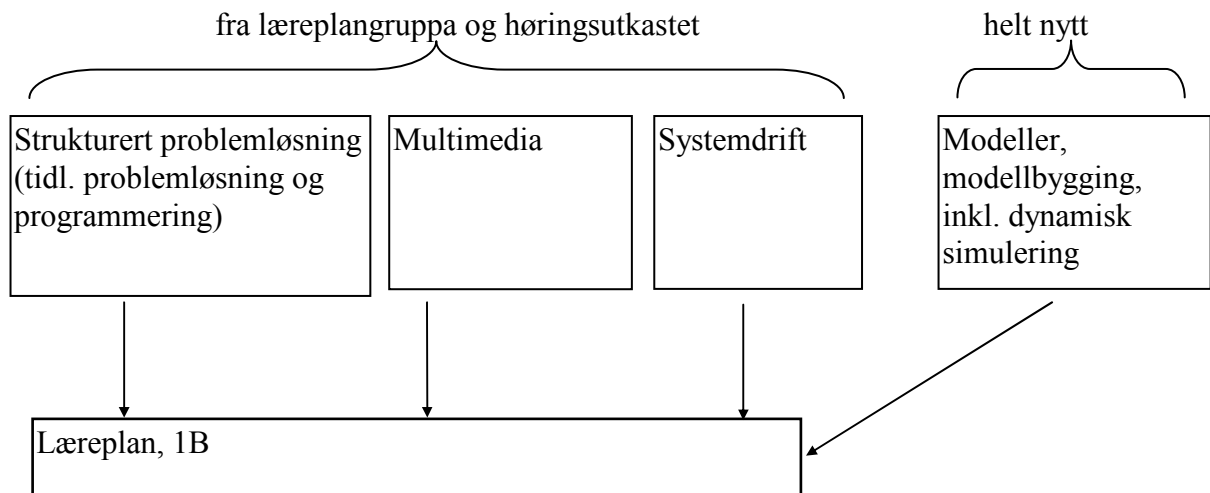 fra læreplangruppa og høringsutkastet
helt nytt
Strukturert problemløsning
(tidl. problemløsning og
programmering)
Multimedia
Systemdrift
Modeller,
modellbygging,
inkl. dynamisk
simulering
Læreplan, 1B